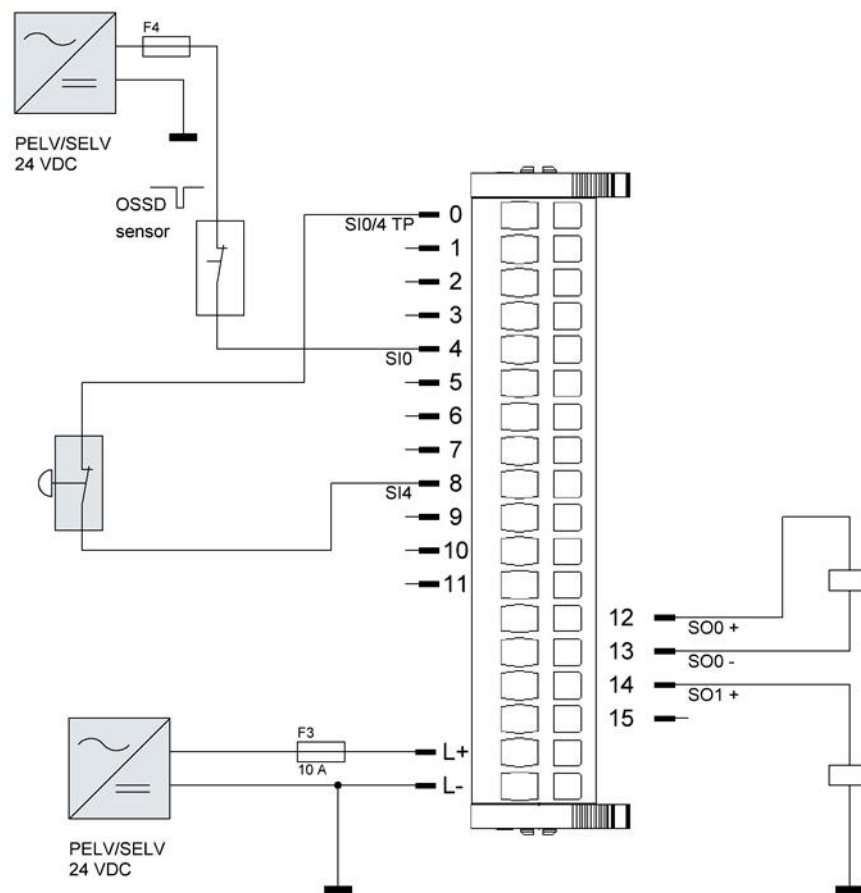 F4
PELV/SELV
24 VDC
OSSD
sensor
SI0/4 TP
0
1
2
3
SI0
4
5
6
7
SI4
8
9
10
11
12
SO0 +
13
SO0 -
14
SO1 +
15
F3
10 A
L+
L-
PELV/SELV
24 VDC